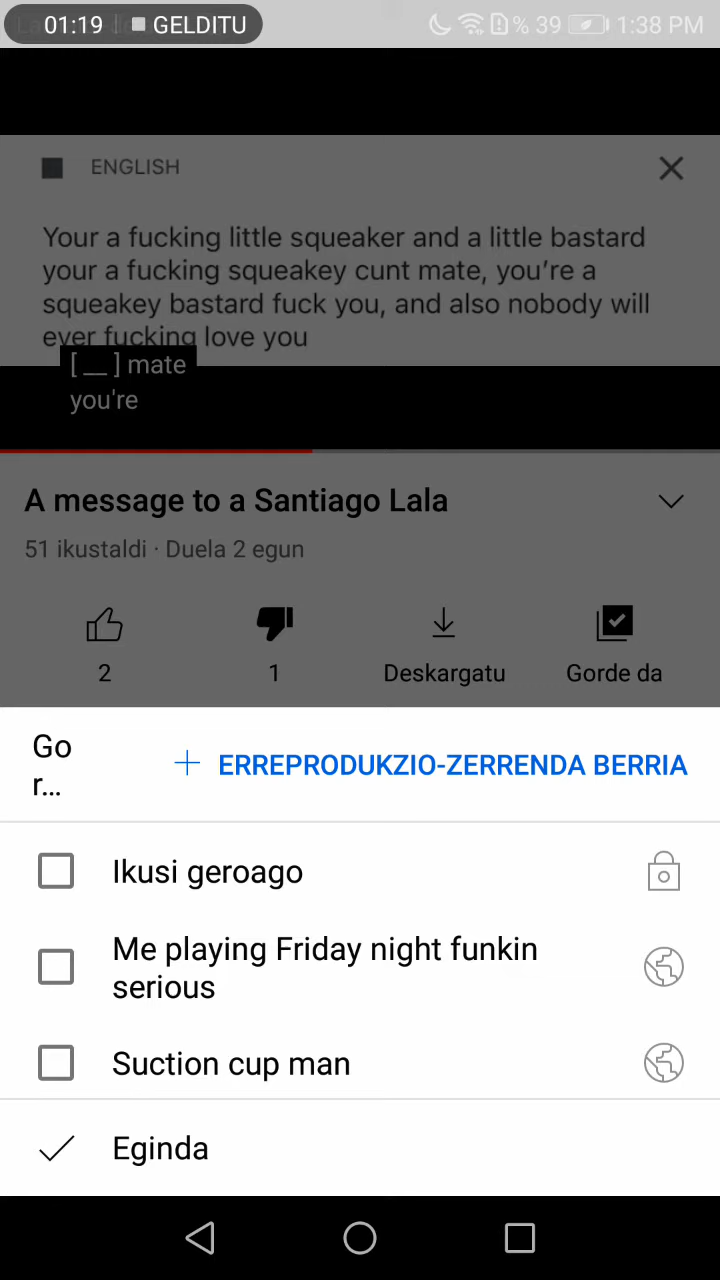 01:19 GELDITU % 39 1:38 PM
ENGLISH
Your a fucking little squeaker and a little bastard
your a fucking squeakey cunt mate, you're a
squeakey bastard fuck you, and also nobody will
ever fucking love you
[ __ ] mate
you're
A message to a Santiago Lala
51 ikustaldi · Duela 2 egun
2 1 Deskargatu Gorde da
Go
r...
+ ERREPRODUKZIO-ZERRENDA BERRIA
Ikusi geroago
Me playing Friday night funkin
serious
Suction cup man
Eginda